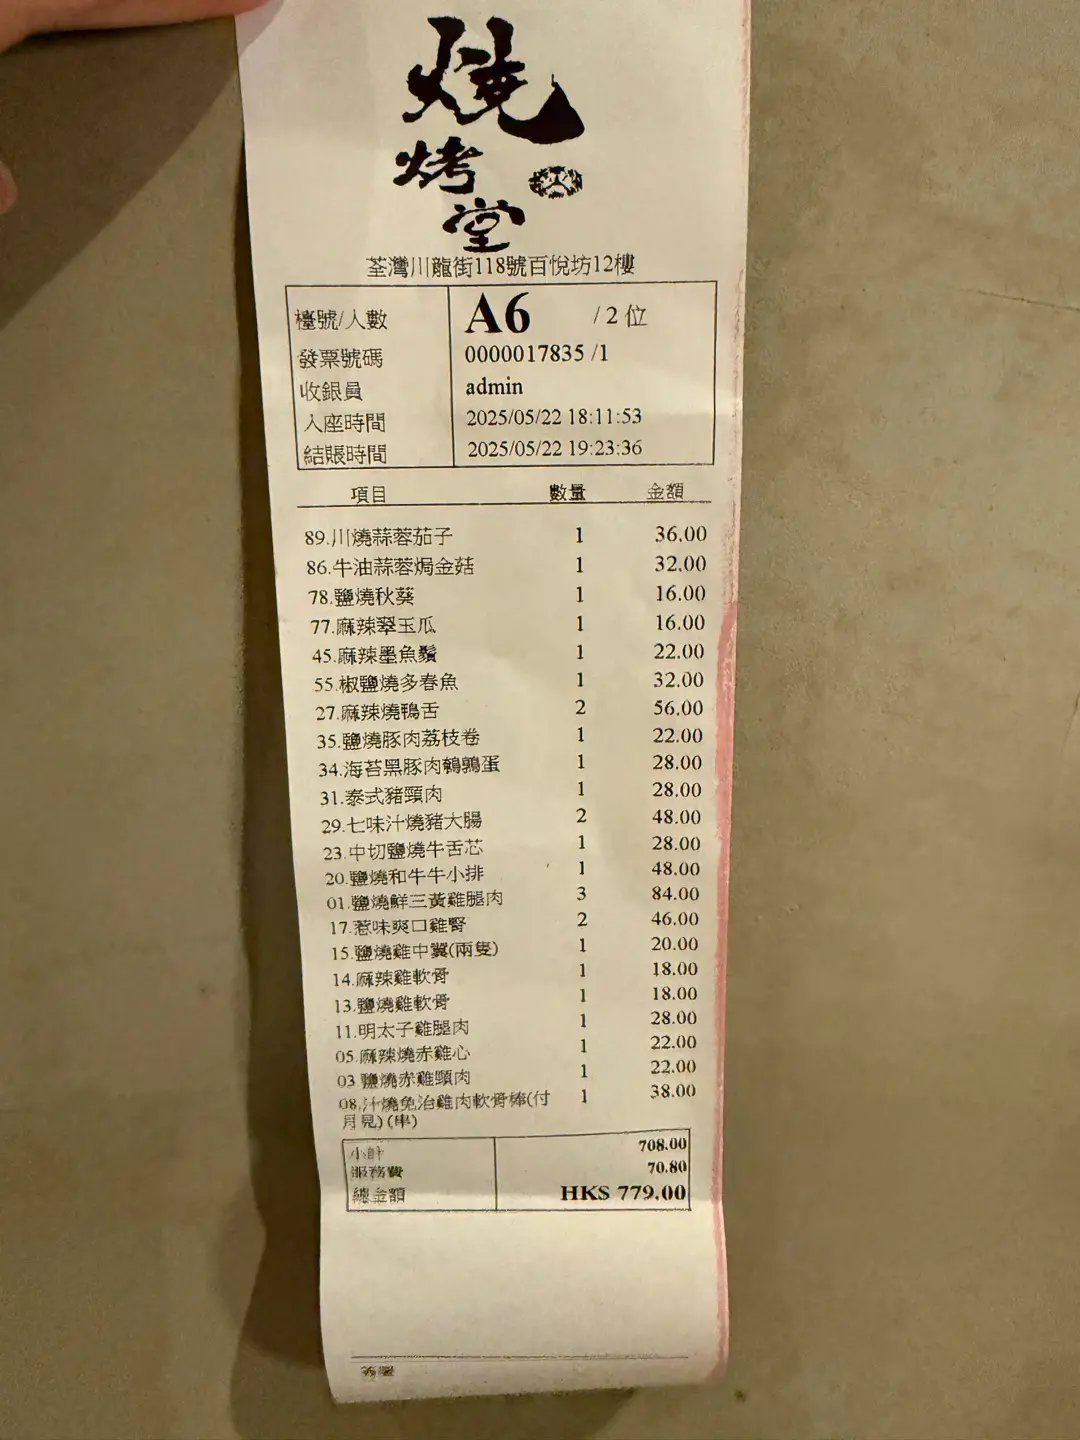 燒
烤
堂
荃灣川龍街118號百悅坊12樓
檯號/人數 A6 /2 位
發票號碼 0000017835 /1
收銀員 admin
入座時間 2025/05/22 18:11:53
結賬時間 2025/05/22 19:23:36
項目 數量 金額
89.川燒蒜蓉茄子 1 36.00
86.牛油蒜蓉焗金菇 1 32.00
78.鹽燒秋葵 1 16.00
77.麻辣翠玉瓜 1 16.00
45.麻辣墨魚鬚 1 22.00
55.椒鹽燒多春魚 1 32.00
27.麻辣燒鴨舌 2 56.00
35.鹽燒豚肉荔枝卷 1 22.00
34.海苔黑豚肉鵪鶉蛋 1 28.00
31.泰式豬頸肉 1 28.00
29.七味汁燒豬大腸 2 48.00
23.中切鹽燒牛舌芯 1 28.00
20.鹽燒和牛牛小排 1 48.00
01.鹽燒鮮三黃雞腿肉 3 84.00
17.惹味爽口雞腎 2 46.00
15.鹽燒雞中翼(兩隻) 1 20.00
14.麻辣雞軟骨 1 18.00
13.鹽燒雞軟骨 1 18.00
11.明太子雞腿肉 1 28.00
05.麻辣燒赤雞心 1 22.00
03.鹽燒赤雞頸肉 1 22.00
08.汁燒免治雞肉軟骨棒(付 1 38.00
月見)(串)
小計 708.00
服務費 70.80
總金額 HK$ 779.00